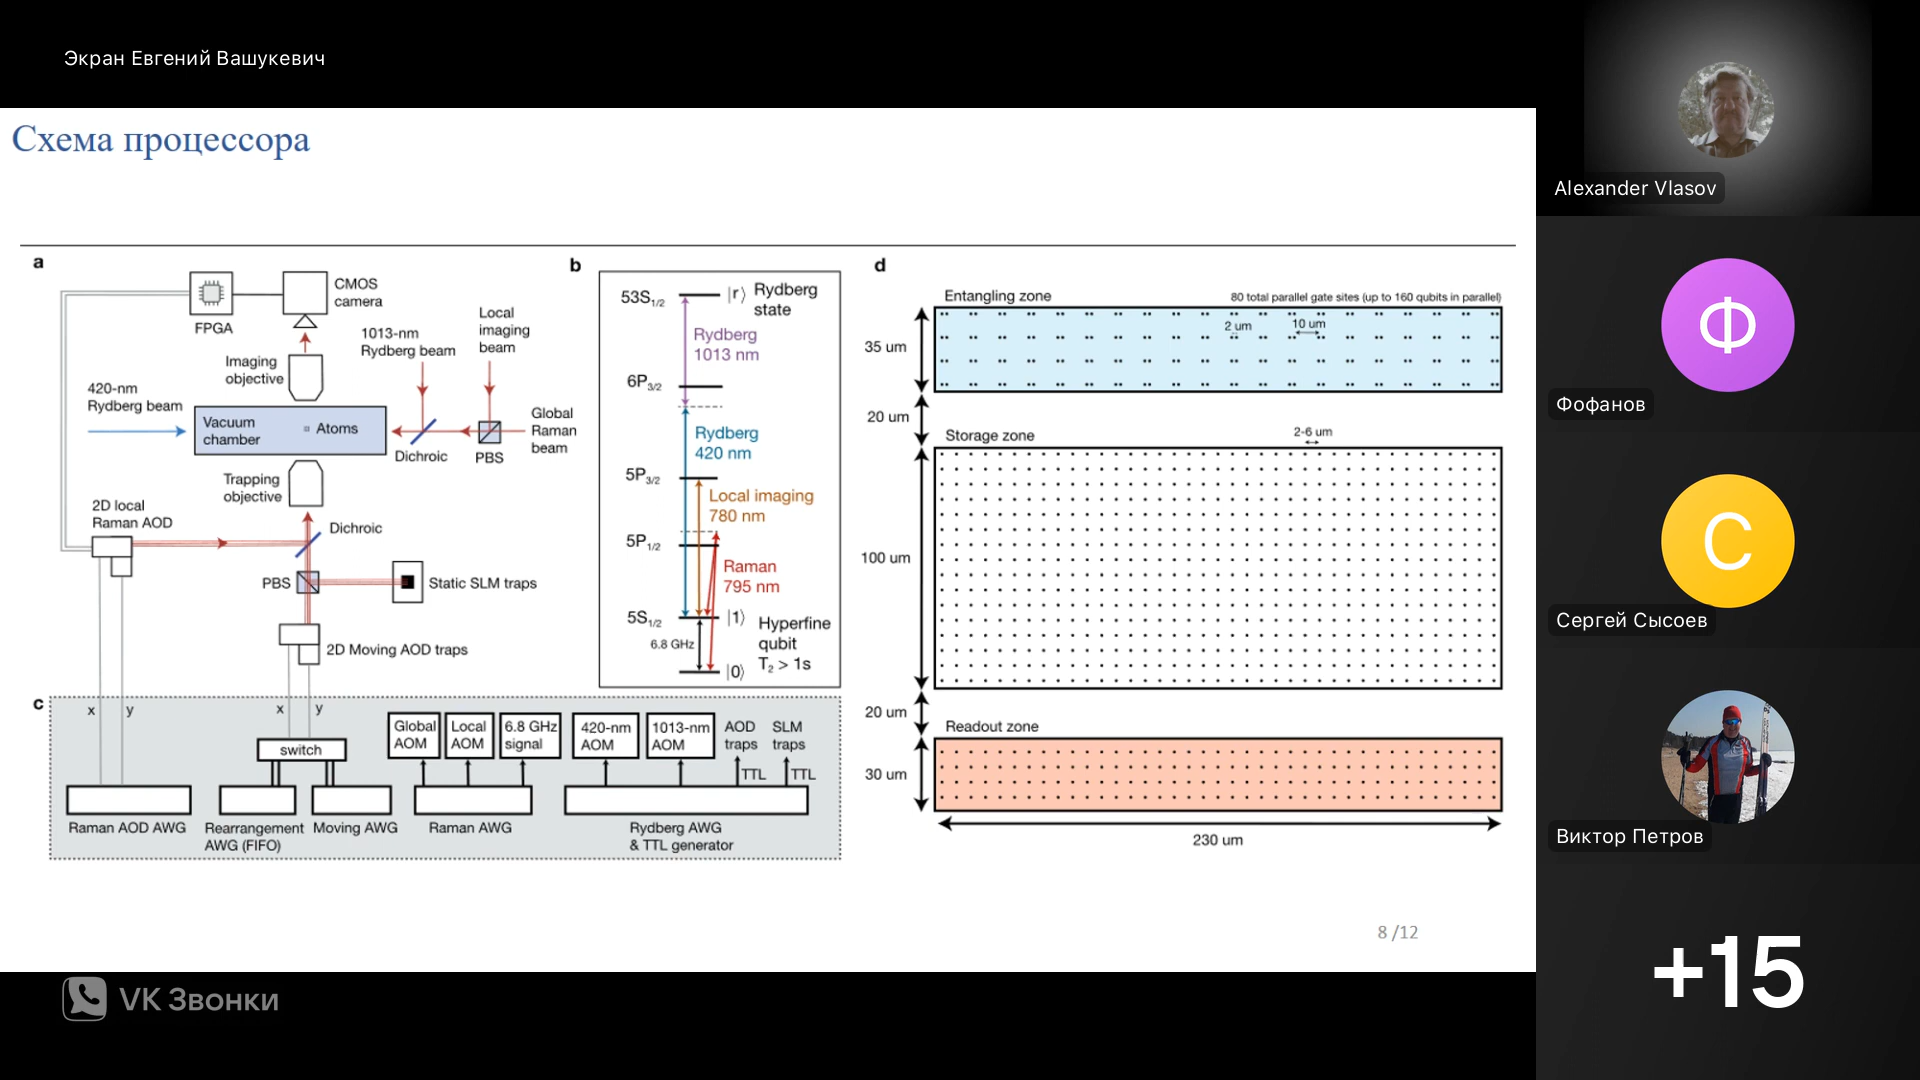 Экран Евгений Вашукевич
Схема процессора
a
FPGA
CMOS
camera
Imaging
objective
1013-nm
Rydberg beam
Local
imaging
beam
420-nm
Rydberg beam
Vacuum
chamber
Atoms
Dichroic
PBS
Global
Raman
beam
Trapping
objective
2D local
Raman AOD
Dichroic
PBS
Static SLM traps
2D Moving AOD traps
b
53S1/2
|r⟩
Rydberg
state
Rydberg
1013 nm
6P3/2
Rydberg
420 nm
5P3/2
Local imaging
780 nm
5P1/2
Raman
795 nm
5S1/2
|1⟩
Hyperfine
qubit
T2 > 1s
6.8 GHz
|0⟩
c
x
y
x
y
switch
Global
AOM
Local
AOM
6.8 GHz
signal
420-nm
AOM
1013-nm
AOM
AOD
traps
SLM
traps
TTL
TTL
Raman AOD AWG
Rearrangement
AWG (FIFO)
Moving AWG
Raman AWG
Rydberg AWG
& TTL generator
d
Entangling zone
80 total parallel gate sites (up to 160 qubits in parallel)
2 um
10 um
35 um
20 um
Storage zone
2-6 um
100 um
20 um
Readout zone
30 um
230 um
8 /12
VK Звонки
Alexander Vlasov
Ф
Фофанов
С
Сергей Сысоев
Виктор Петров
+15